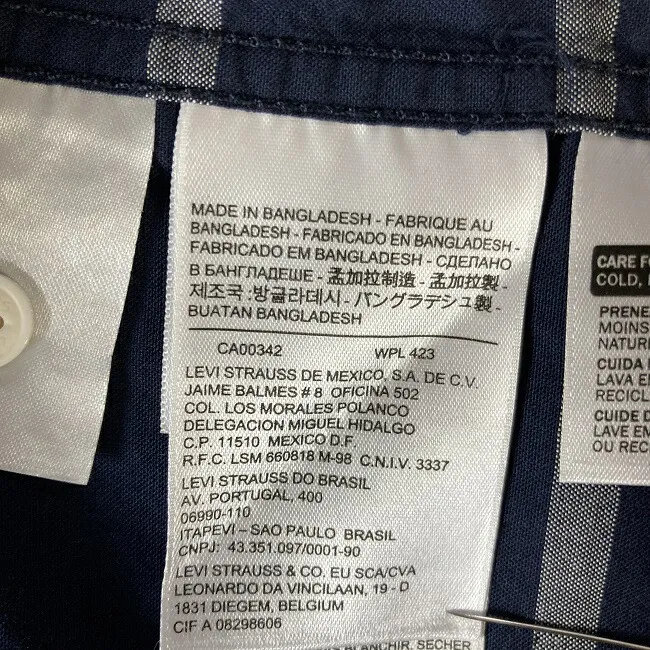 MADE IN BANGLADESH - FABRIQUE AU
BANGLADESH - FABRICADO EN BANGLADESH -
FABRICADO EM BANGLADESH - СДЕЛАНО
В БАНГЛАДЕШЕ - 孟加拉制造 - 孟加拉製 -
제조국 :방글라데시 - バングラデシュ製 -
BUATAN BANGLADESH
CA00342 WPL 423
LEVI STRAUSS DE MEXICO, S.A. DE C.V.
JAIME BALMES # 8 OFICINA 502
COL. LOS MORALES POLANCO
DELEGACION MIGUEL HIDALGO
C.P. 11510 MEXICO D.F.
R.F.C. LSM 660818 M-98 C.N.I.V. 3337
LEVI STRAUSS DO BRASIL
AV. PORTUGAL, 400
06990-110
ITAPEVI – SAO PAULO BRASIL
CNPJ: 43.351.097/0001-90
LEVI STRAUSS & CO. EU SCA/CVA
LEONARDO DA VINCILAAN, 19 - D
1831 DIEGEM, BELGIUM
CIF A 08298606
BLANCHIR. SÉCHER
CARE
COLD,
PRENE
MOINS
NATUR
CUIDA
LAVA E
RECICL
CUIDE D
LAVE EM
OU REC